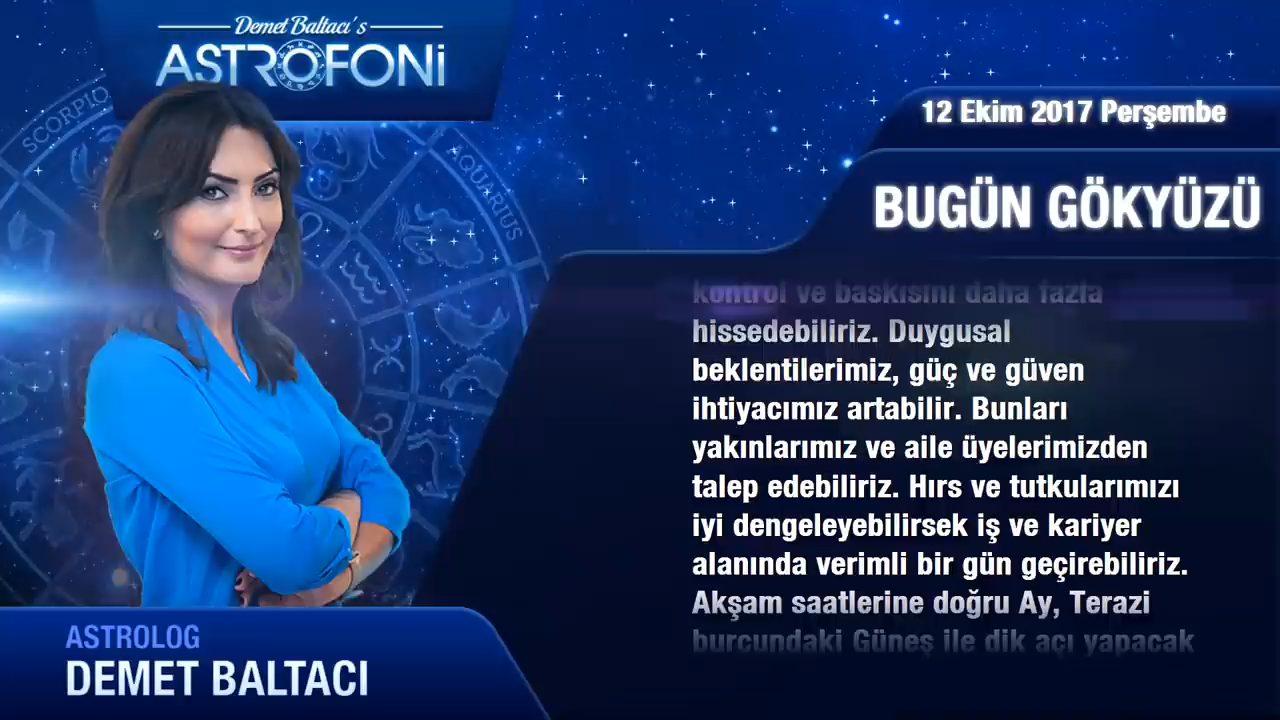 Demet Baltacı's
ASTROFONİ
SCORPIO
AQUARIUS
12 Ekim 2017 Perşembe
BUGÜN GÖKYÜZÜ
kontrol ve baskısını daha fazla
hissedebiliriz. Duygusal
beklentilerimiz, güç ve güven
ihtiyacımız artabilir. Bunları
yakınlarımız ve aile üyelerimizden
talep edebiliriz. Hırs ve tutkularımızı
iyi dengeleyebilirsek iş ve kariyer
alanında verimli bir gün geçirebiliriz.
Akşam saatlerine doğru Ay, Terazi
burcundaki Güneş ile dik açı yapacak
ASTROLOG
DEMET BALTACI